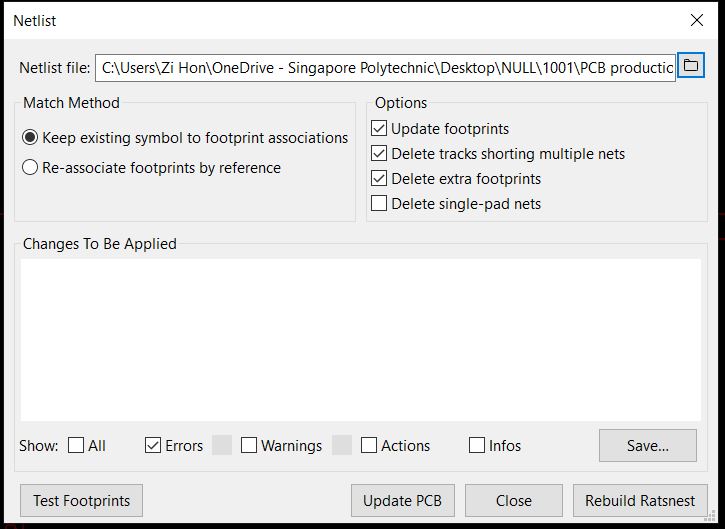 Netlist
Netlist file: C:\Users\Zi Hon\OneDrive - Singapore Polytechnic\Desktop\NULL\1001\PCB productic
Match Method
Keep existing symbol to footprint associations
Re-associate footprints by reference
Options
Update footprints
Delete tracks shorting multiple nets
Delete extra footprints
Delete single-pad nets
Changes To Be Applied
Show: All Errors Warnings Actions Infos Save...
Test Footprints Update PCB Close Rebuild Ratsnest